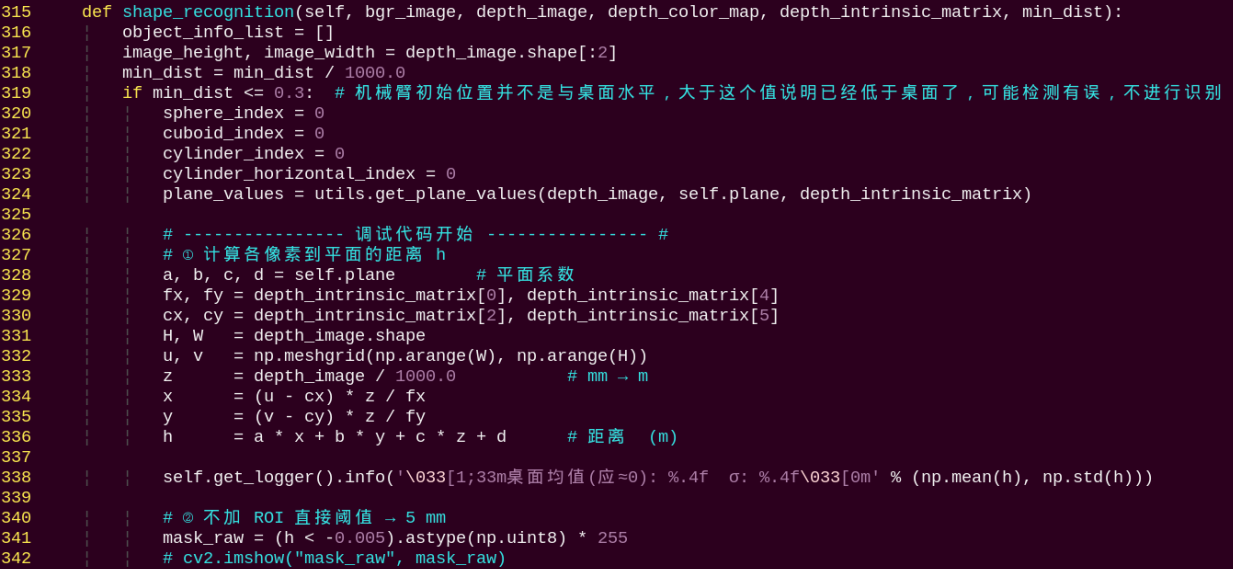 315     def shape_recognition(self, bgr_image, depth_image, depth_color_map, depth_intrinsic_matrix, min_dist):
316         object_info_list = []
317         image_height, image_width = depth_image.shape[:2]
318         min_dist = min_dist / 1000.0
319         if min_dist <= 0.3:  # 机械臂初始位置并不是与桌面水平，大于这个值说明已经低于桌面了，可能检测有误，不进行识别
320             sphere_index = 0
321             cuboid_index = 0
322             cylinder_index = 0
323             cylinder_horizontal_index = 0
324             plane_values = utils.get_plane_values(depth_image, self.plane, depth_intrinsic_matrix)
325
326             # ---------------- 调试代码开始 ---------------- #
327             # ① 计算各像素到平面的距离 h
328             a, b, c, d = self.plane        # 平面系数
329             fx, fy = depth_intrinsic_matrix[0], depth_intrinsic_matrix[4]
330             cx, cy = depth_intrinsic_matrix[2], depth_intrinsic_matrix[5]
331             H, W   = depth_image.shape
332             u, v   = np.meshgrid(np.arange(W), np.arange(H))
333             z      = depth_image / 1000.0           # mm → m
334             x      = (u - cx) * z / fx
335             y      = (v - cy) * z / fy
336             h      = a * x + b * y + c * z + d      # 距离 (m)
337
338             self.get_logger().info('\033[1;33m桌面均值(应≈0): %.4f  σ: %.4f\033[0m' % (np.mean(h), np.std(h)))
339
340             # ② 不加 ROI 直接阈值 → 5 mm
341             mask_raw = (h < -0.005).astype(np.uint8) * 255
342             # cv2.imshow("mask_raw", mask_raw)